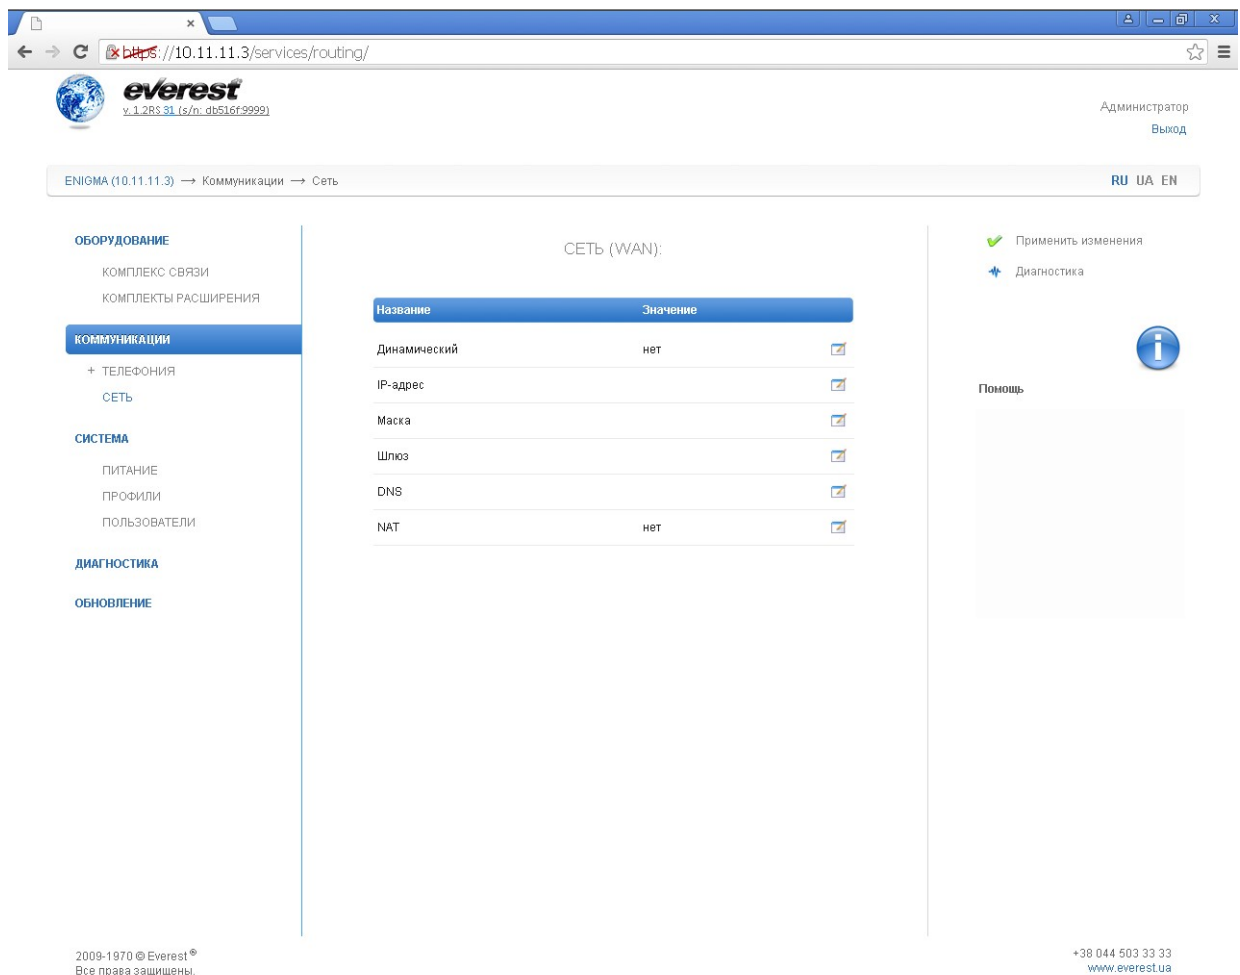 https://10.11.11.3/services/routing/
everest
v. 1.2RS 31 (s/n: db516f:9999)
Администратор
Выход
ENIGMA (10.11.11.3) → Коммуникации → Сеть
RU UA EN
ОБОРУДОВАНИЕ
КОМПЛЕКС СВЯЗИ
КОМПЛЕКТЫ РАСШИРЕНИЯ
КОММУНИКАЦИИ
+ ТЕЛЕФОНИЯ
СЕТЬ
СИСТЕМА
ПИТАНИЕ
ПРОФИЛИ
ПОЛЬЗОВАТЕЛИ
ДИАГНОСТИКА
ОБНОВЛЕНИЕ
СЕТЬ (WAN):
Название Значение
Динамический нет
IP-адрес
Маска
Шлюз
DNS
NAT нет
Применить изменения
Диагностика
Помощь
2009-1970 © Everest ®
Все права защищены.
+38 044 503 33 33
www.everest.ua